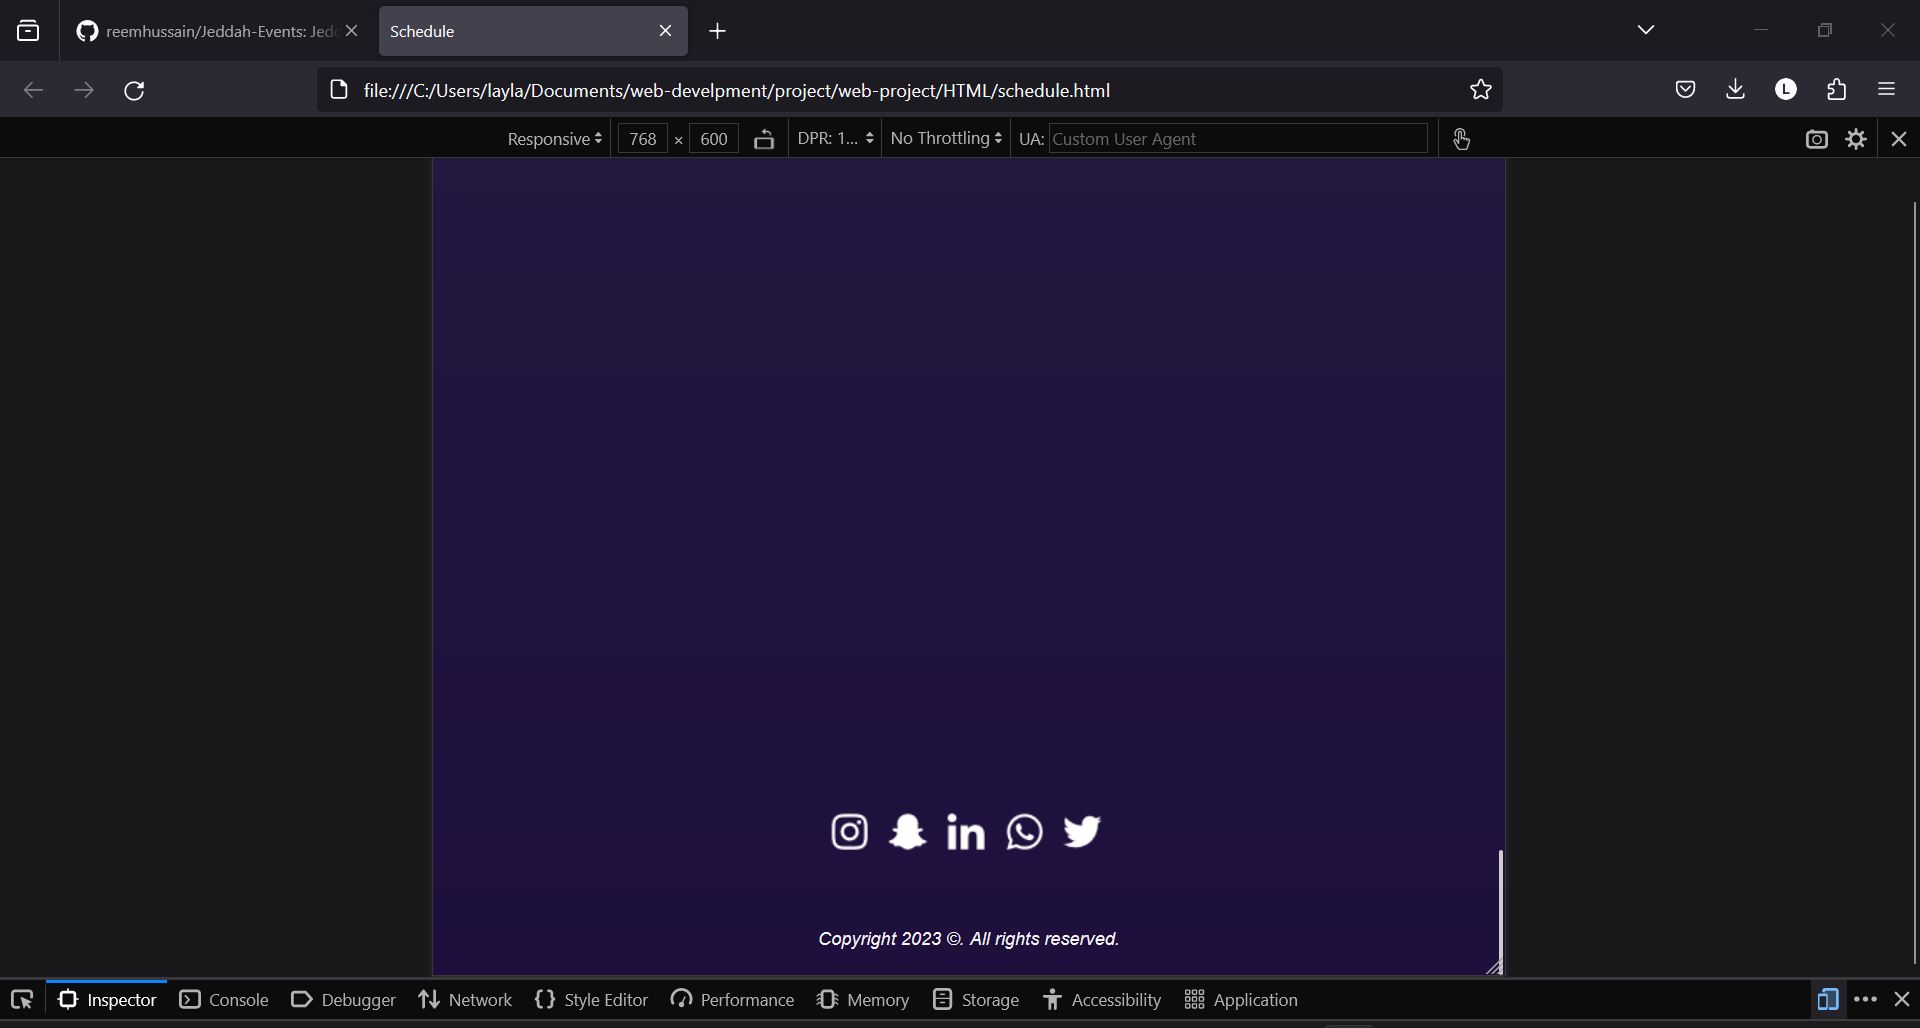 reemhussain/Jeddah-Events: Jedd
Schedule
file:///C:/Users/layla/Documents/web-develpment/project/web-project/HTML/schedule.html
L
Responsive 768 × 600 DPR: 1... No Throttling UA: Custom User Agent
in
Copyright 2023 ©. All rights reserved.
Inspector Console Debugger Network Style Editor Performance Memory Storage Accessibility Application